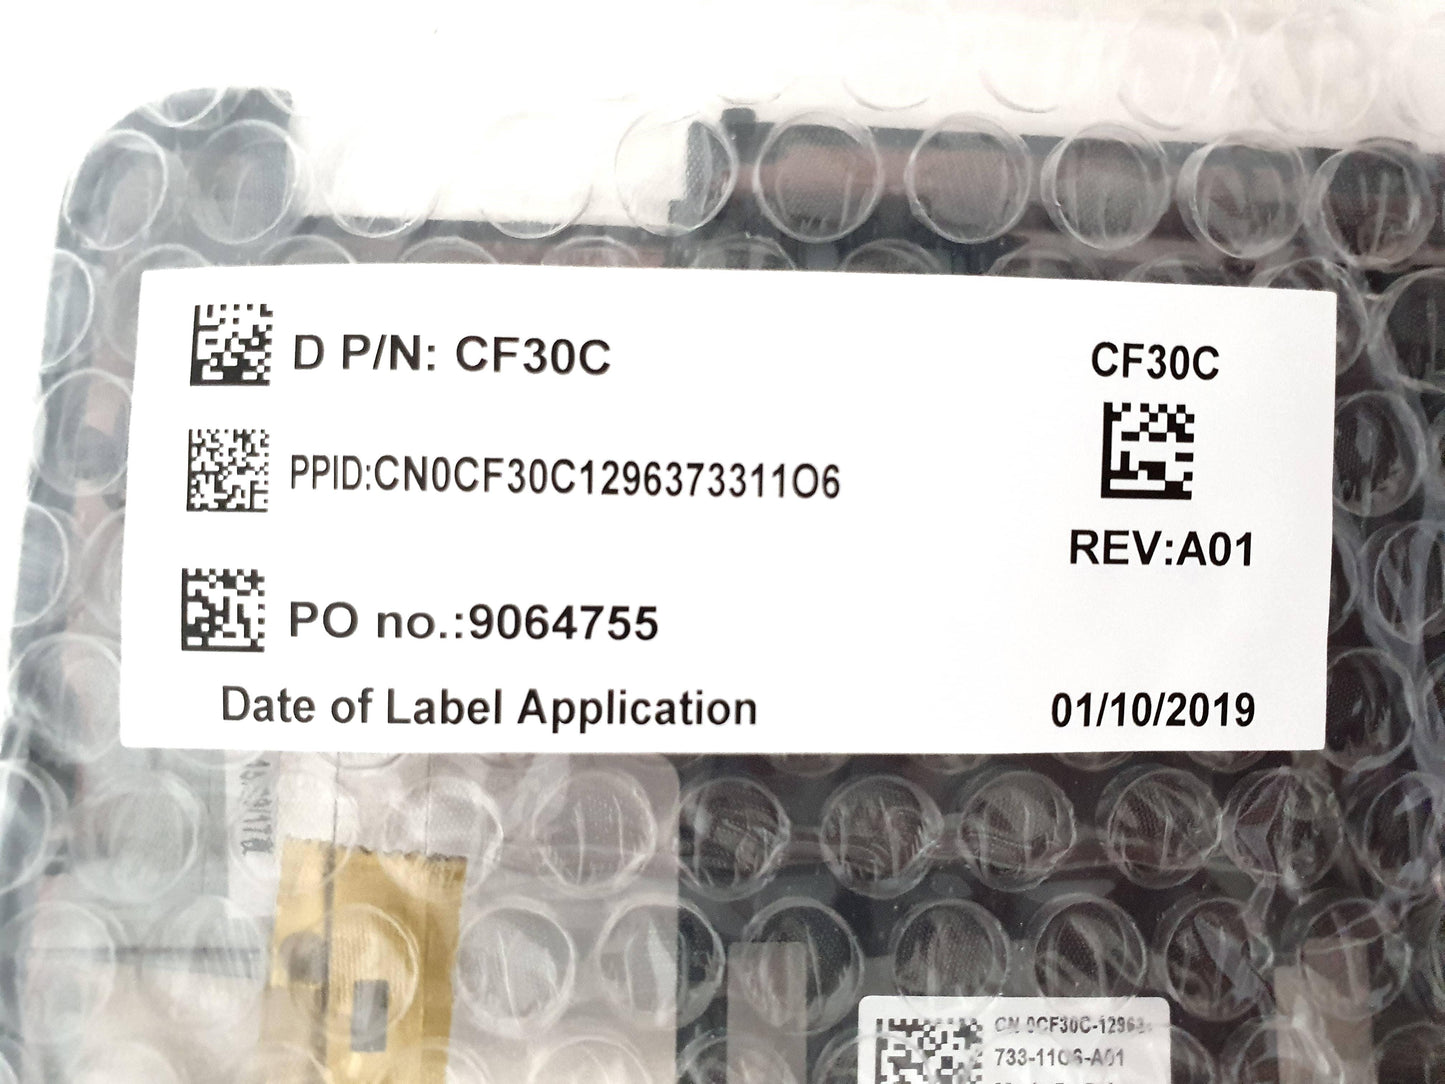 D P/N: CF30C
CF30C
PPID:CN0CF30C1296373311O6
REV:A01
PO no.:9064755
Date of Label Application
01/10/2019
CN 0CF30C-1296
733-11O6-A01